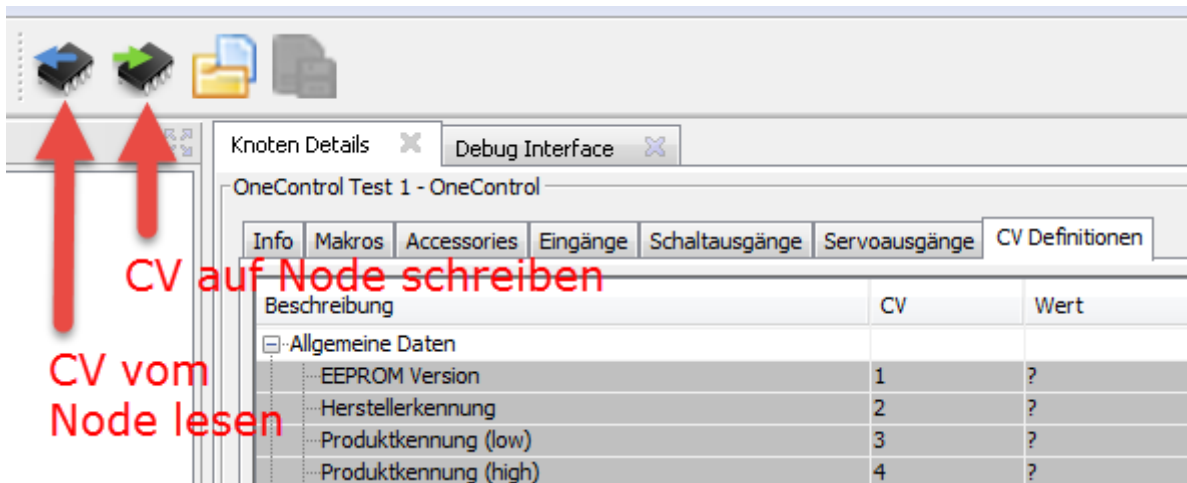 Knoten Details
Debug Interface
OneControl Test 1 - OneControl
Info Makros Accessories Eingänge Schaltausgänge Servoausgänge CV Definitionen
CV auf Node schreiben
Beschreibung CV Wert
Allgemeine Daten
EEPROM Version 1 ?
CV vom
Node lesen
Herstellerkennung 2 ?
Produktkennung (low) 3 ?
Produktkennung (high) 4 ?